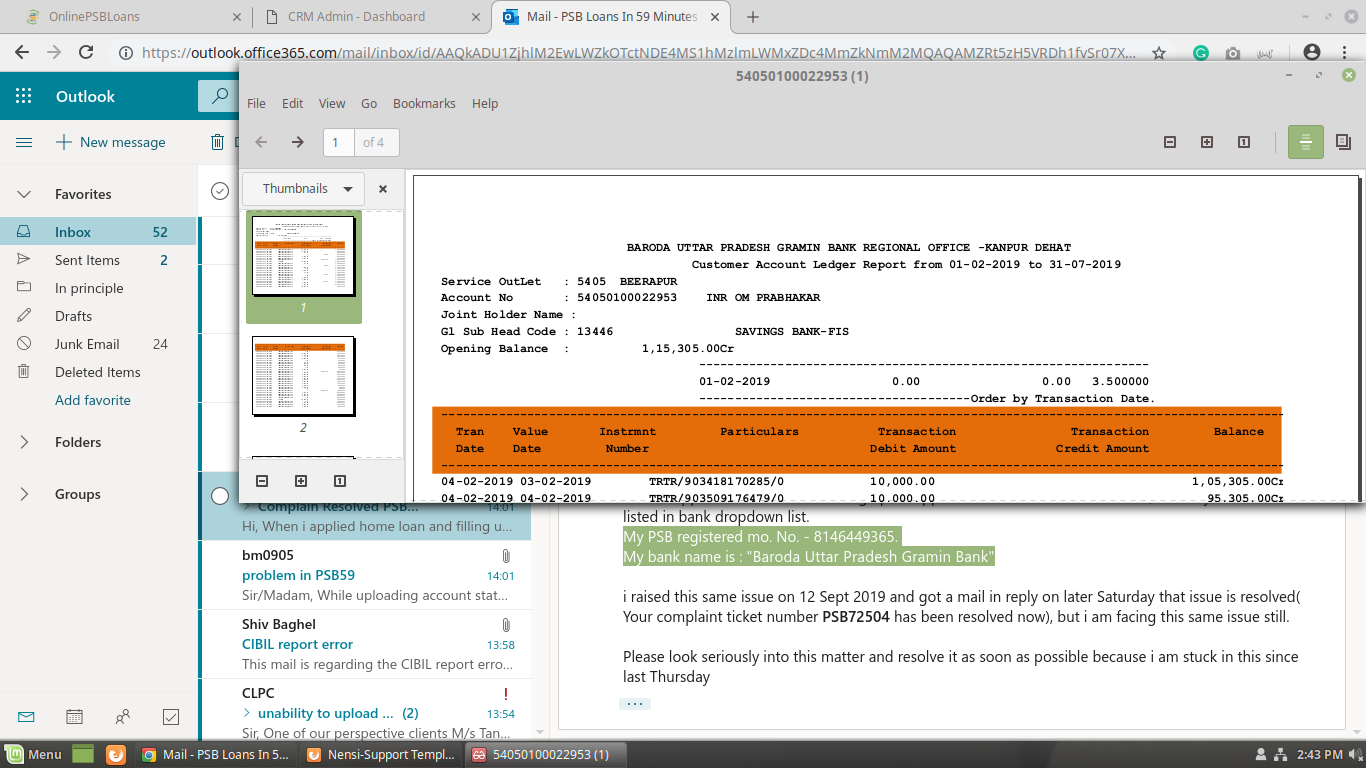 OnlinePSBLoans
CRM Admin - Dashboard
Mail - PSB Loans In 59 Minutes
https://outlook.office365.com/mail/inbox/id/AAQkADU1ZjhlM2EwLWZkOTctNDE4MS1hMzlmLWMxZDc4MmZkNmM2MQAQAMZRt5zH5VRDh1fvSr07X...
Outlook
New message
D
Favorites
Inbox 52
Sent Items 2
In principle
Drafts
Junk Email 24
Deleted Items
Add favorite
Folders
Groups
54050100022953 (1)
File Edit View Go Bookmarks Help
1 of 4
Thumbnails
1
2
BARODA UTTAR PRADESH GRAMIN BANK REGIONAL OFFICE -KANPUR DEHAT
Customer Account Ledger Report from 01-02-2019 to 31-07-2019
Service OutLet : 5405 BEERAPUR
Account No : 54050100022953 INR OM PRABHAKAR
Joint Holder Name :
Gl Sub Head Code : 13446 SAVINGS BANK-FIS
Opening Balance : 1,15,305.00Cr
01-02-2019 0.00 0.00 3.500000
--------------------------------------Order by Transaction Date.
Tran Value Instrmnt Particulars Transaction Transaction Balance
Date Date Number Debit Amount Credit Amount
04-02-2019 03-02-2019 TRTR/903418170285/0 10,000.00 1,05,305.00Cr
04-02-2019 04-02-2019 TRTR/903509176479/0 10,000.00 95,305.00Cr
Complain Resolved PSB... 14:01
Hi, When i applied home loan and filling u...
bm0905
problem in PSB59 14:01
Sir/Madam, While uploading account stat...
Shiv Baghel
CIBIL report error 13:58
This mail is regarding the CIBIL report erro...
CLPC !
unability to upload ... (2) 13:54
Sir, One of our perspective clients M/s Tan...
listed in bank dropdown list.
My PSB registered mo. No. - 8146449365.
My bank name is : "Baroda Uttar Pradesh Gramin Bank"
i raised this same issue on 12 Sept 2019 and got a mail in reply on later Saturday that issue is resolved(
Your complaint ticket number PSB72504 has been resolved now), but i am facing this same issue still.
Please look seriously into this matter and resolve it as soon as possible because i am stuck in this since
last Thursday
...
Menu
Mail - PSB Loans In 5...
Nensi-Support Templ...
54050100022953 (1)
2:43 PM